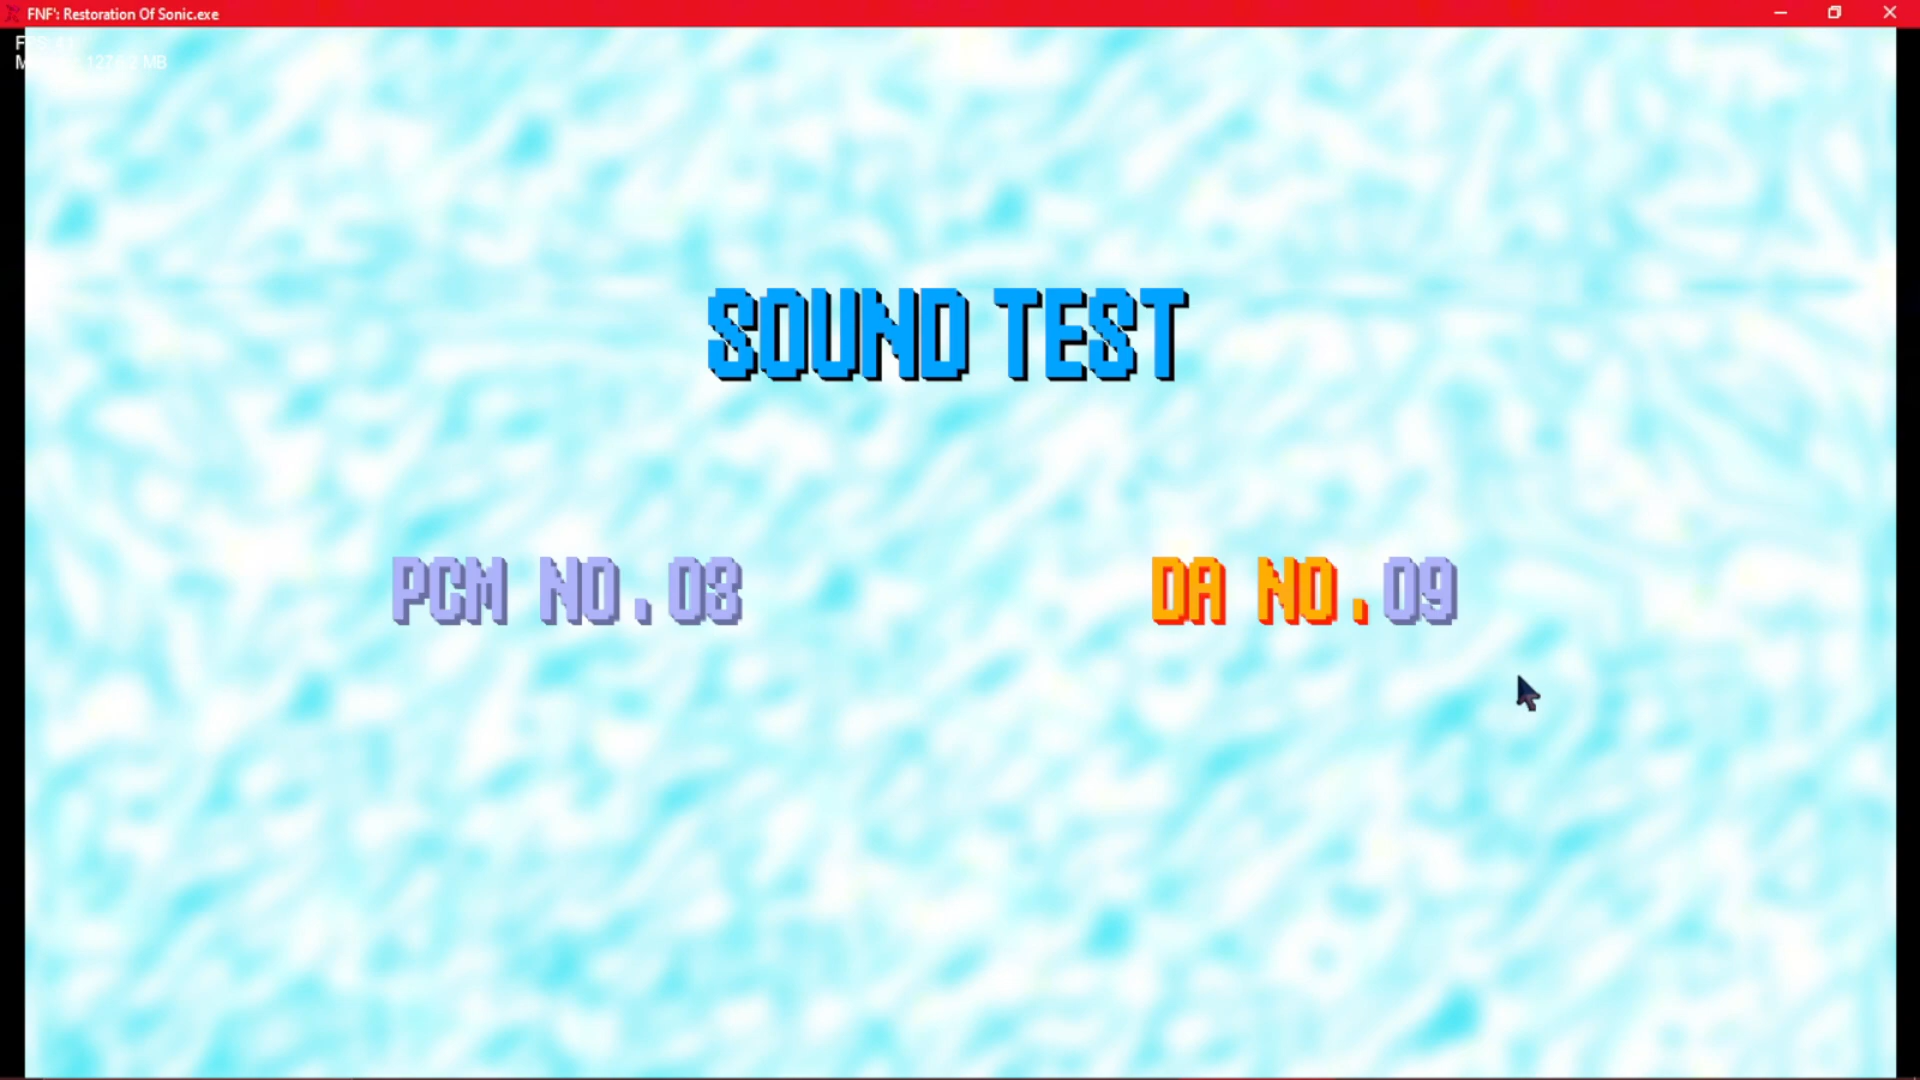 FNF': Restoration Of Sonic.exe
SOUND TEST
PCM NO.03 DA NO.09